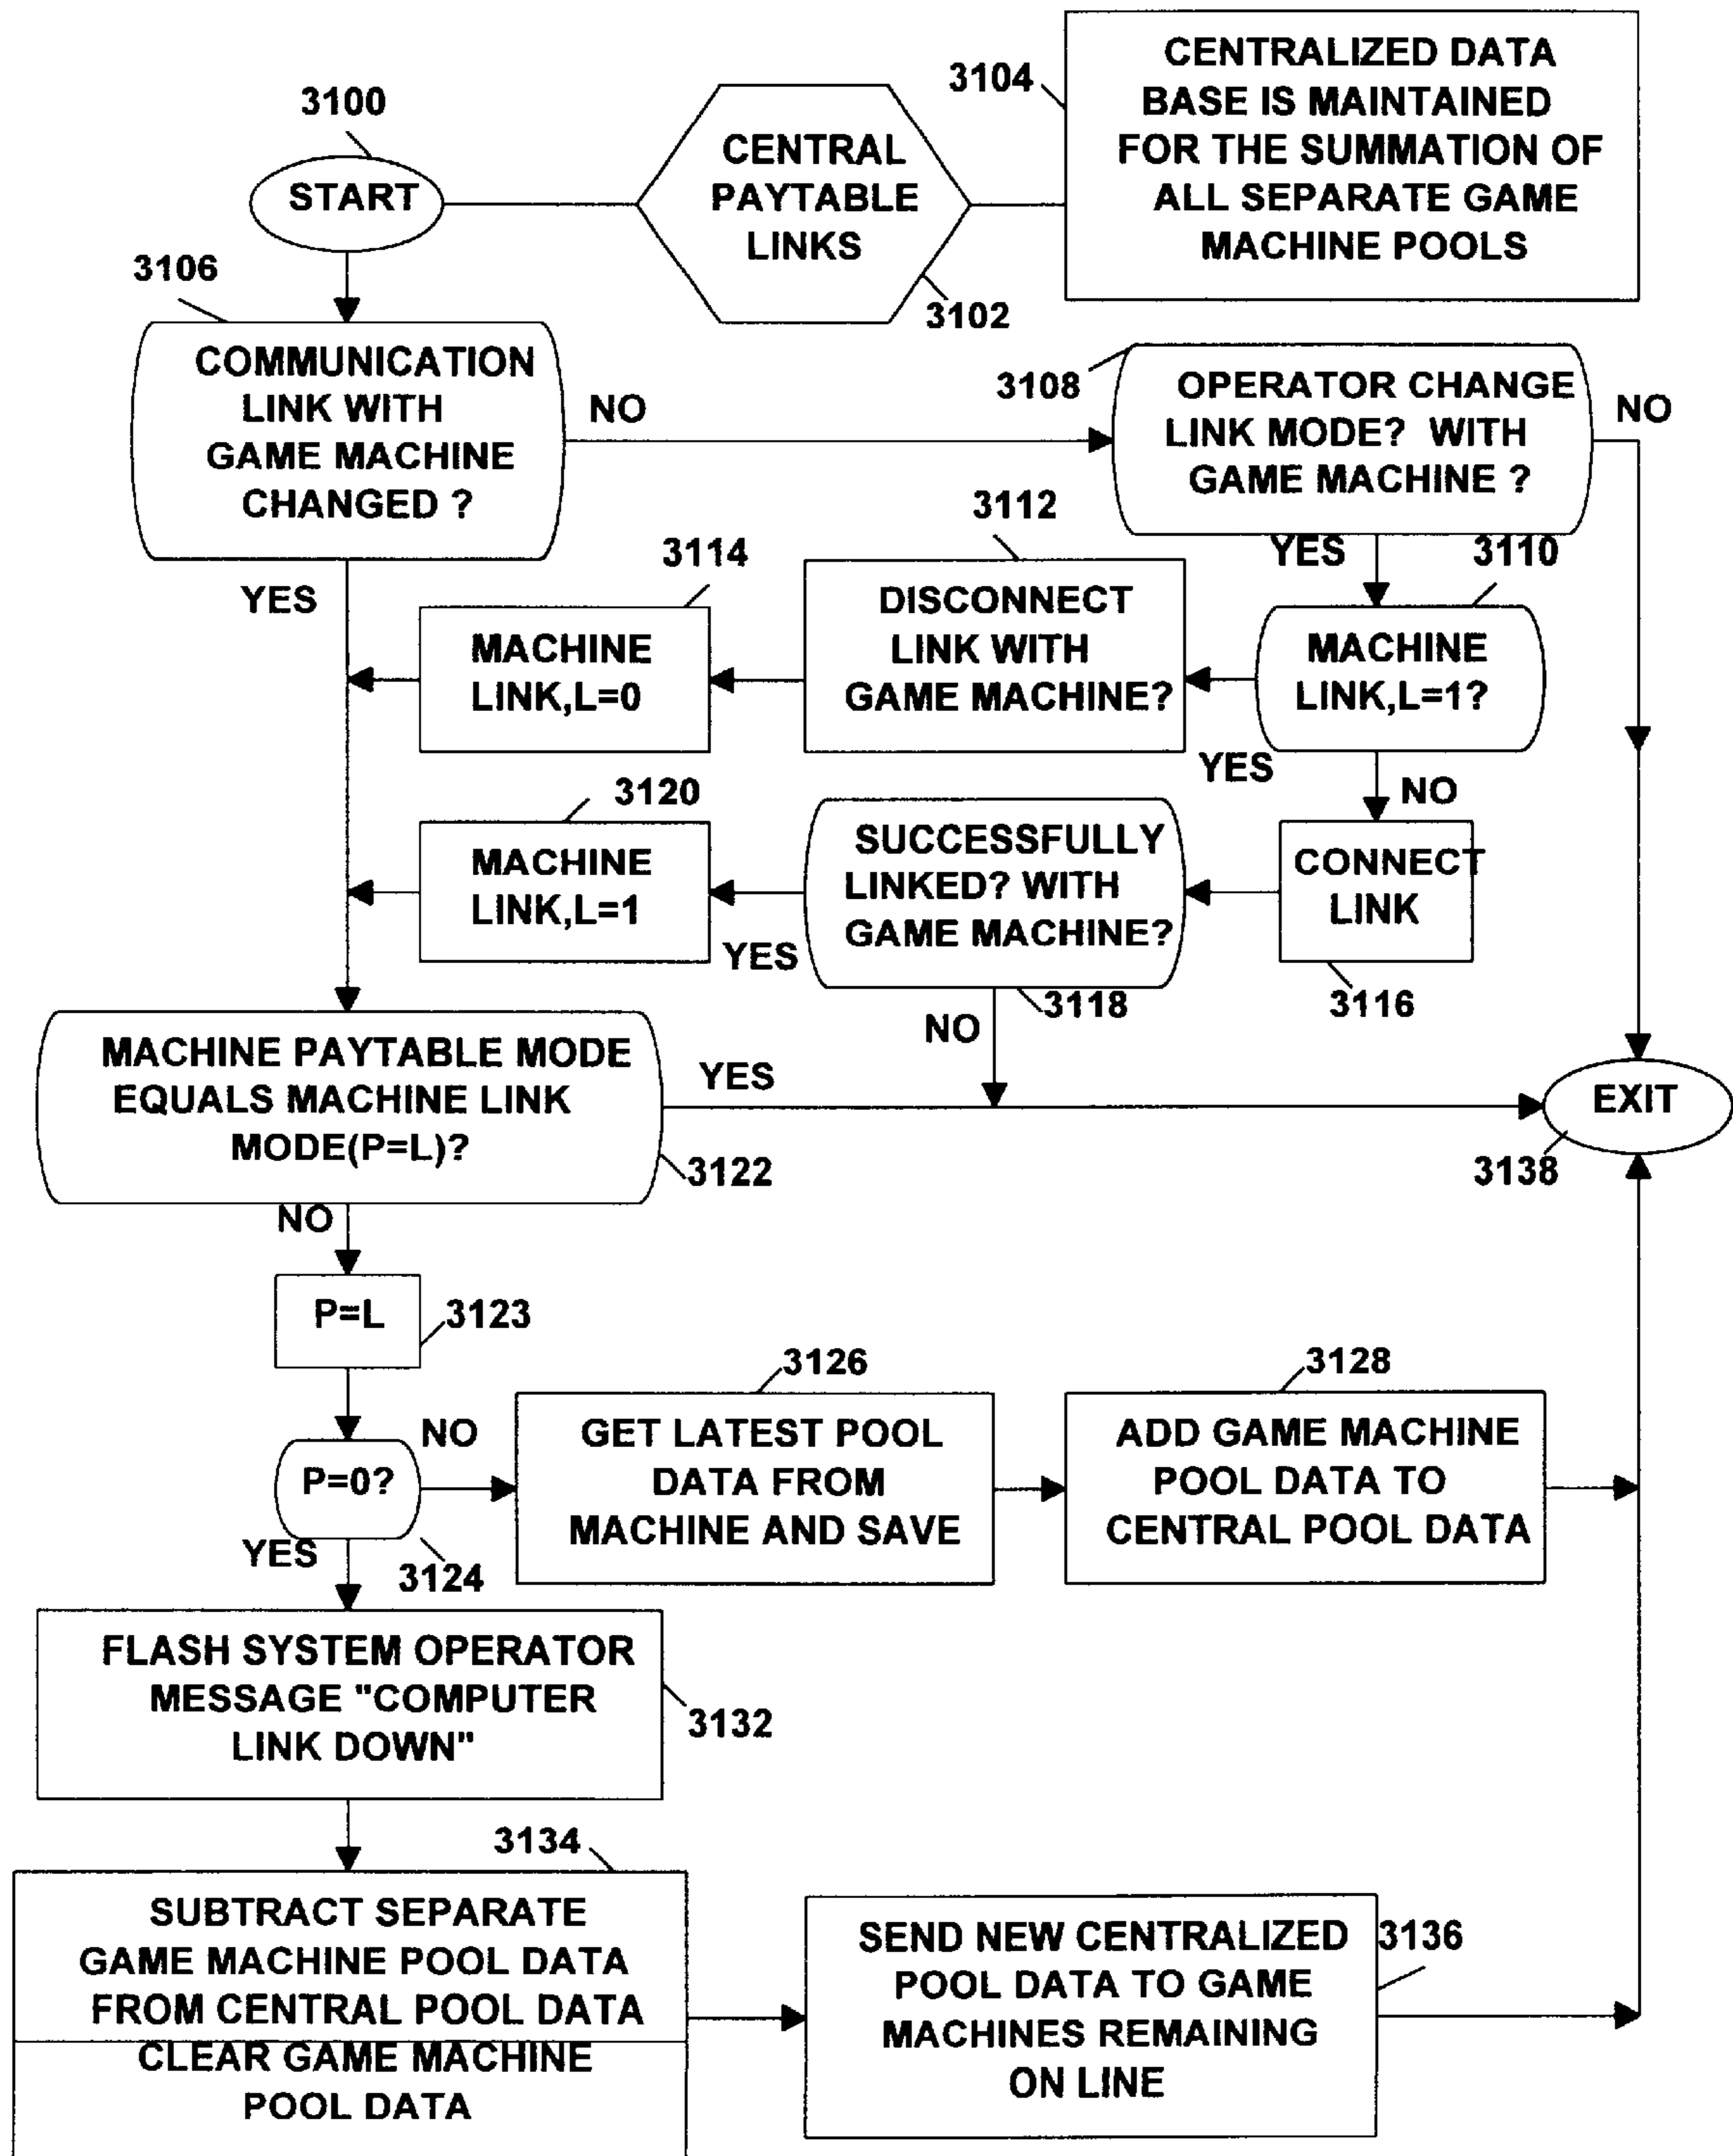 3100
START
CENTRAL
PAYTABLE
LINKS
3102
3104
CENTRALIZED DATA
BASE IS MAINTAINED
FOR THE SUMMATION OF
ALL SEPARATE GAME
MACHINE POOLS
3106
COMMUNICATION
LINK WITH
GAME MACHINE
CHANGED ?
NO
YES
3108
OPERATOR CHANGE
LINK MODE? WITH
GAME MACHINE ?
NO
YES
3110
MACHINE
LINK,L=1?
YES
NO
3112
DISCONNECT
LINK WITH
GAME MACHINE?
3114
MACHINE
LINK,L=0
CONNECT
LINK
3116
SUCCESSFULLY
LINKED? WITH
GAME MACHINE?
3118
YES
NO
3120
MACHINE
LINK,L=1
MACHINE PAYTABLE MODE
EQUALS MACHINE LINK
MODE(P=L)?
3122
YES
NO
EXIT
3138
P=L
3123
P=0?
3124
NO
YES
3126
GET LATEST POOL
DATA FROM
MACHINE AND SAVE
3128
ADD GAME MACHINE
POOL DATA TO
CENTRAL POOL DATA
FLASH SYSTEM OPERATOR
MESSAGE "COMPUTER
LINK DOWN"
3132
3134
SUBTRACT SEPARATE
GAME MACHINE POOL DATA
FROM CENTRAL POOL DATA
CLEAR GAME MACHINE
POOL DATA
SEND NEW CENTRALIZED
POOL DATA TO GAME
MACHINES REMAINING
ON LINE
3136